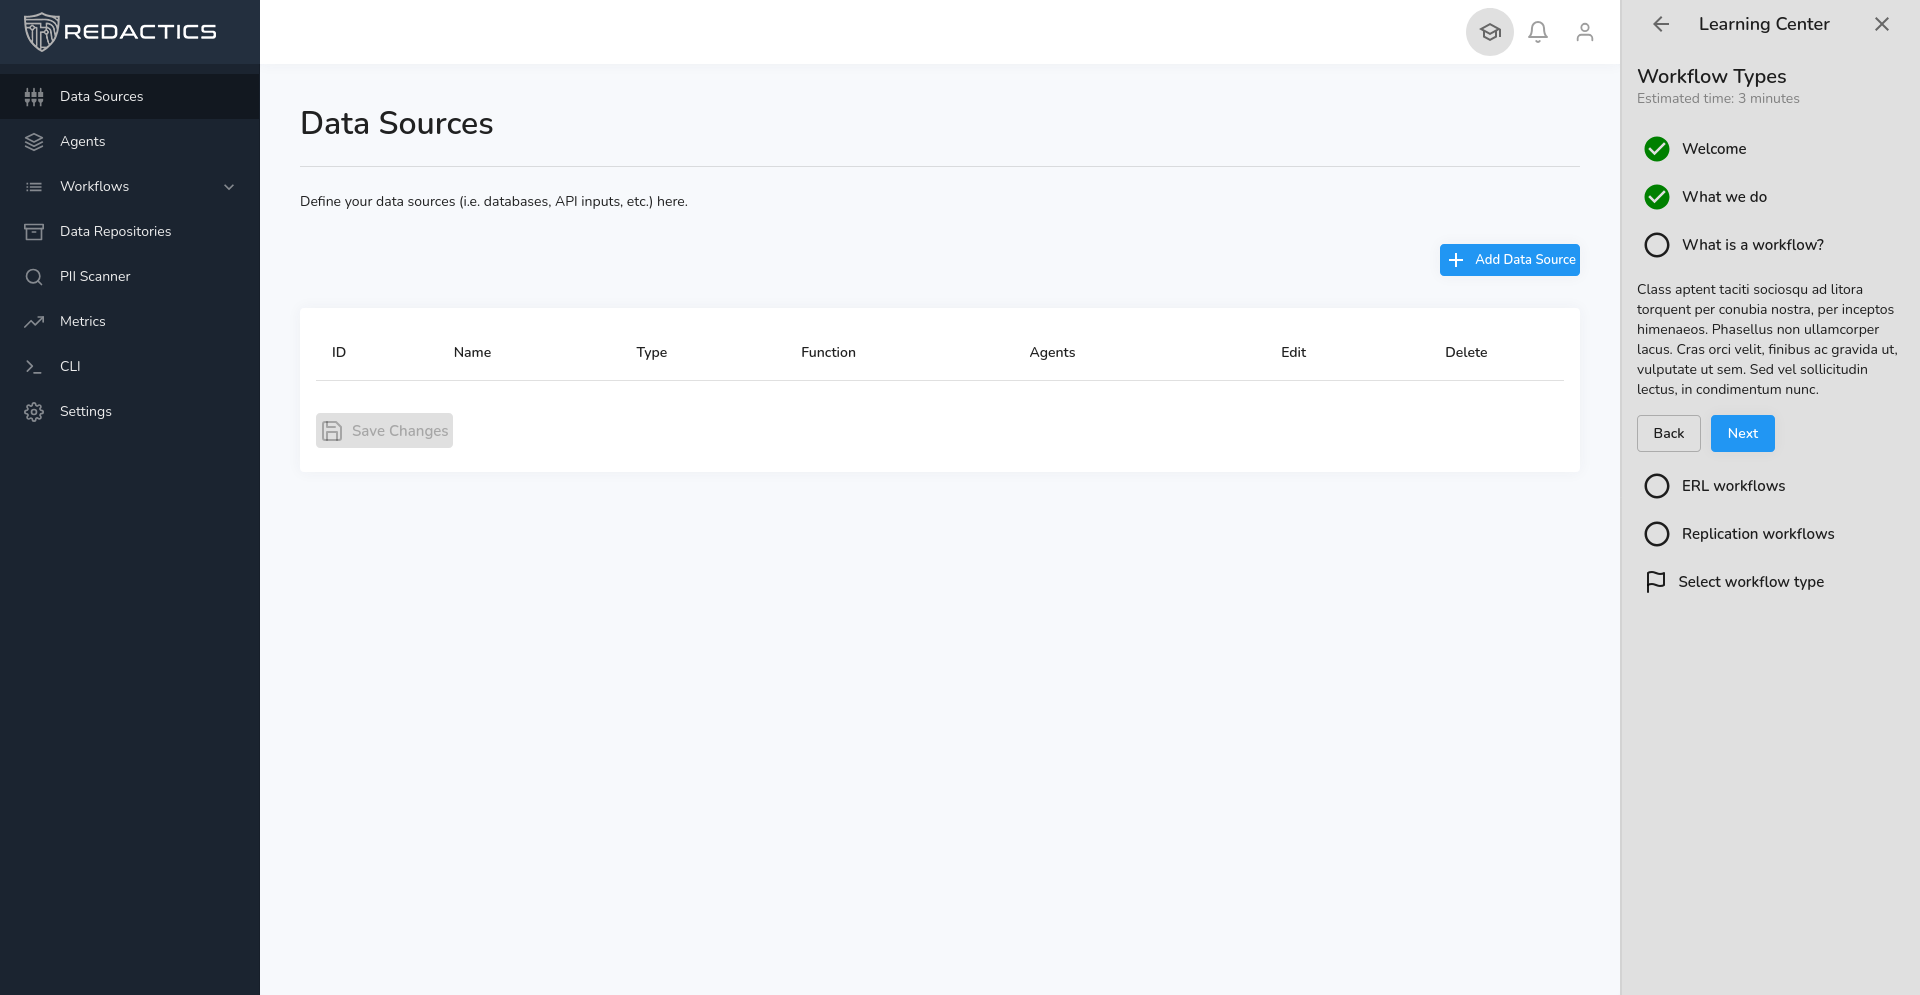 REDACTICS
Data Sources
Agents
Workflows
Data Repositories
PII Scanner
Metrics
CLI
Settings
Data Sources
Define your data sources (i.e. databases, API inputs, etc.) here.
Add Data Source
ID Name Type Function Agents Edit Delete
Save Changes
Learning Center
Workflow Types
Estimated time: 3 minutes
Welcome
What we do
What is a workflow?
Class aptent taciti sociosqu ad litora
torquent per conubia nostra, per inceptos
himenaeos. Phasellus non ullamcorper
lacus. Cras orci velit, finibus ac gravida ut,
vulputate ut sem. Sed vel sollicitudin
lectus, in condimentum nunc.
Back Next
ERL workflows
Replication workflows
Select workflow type